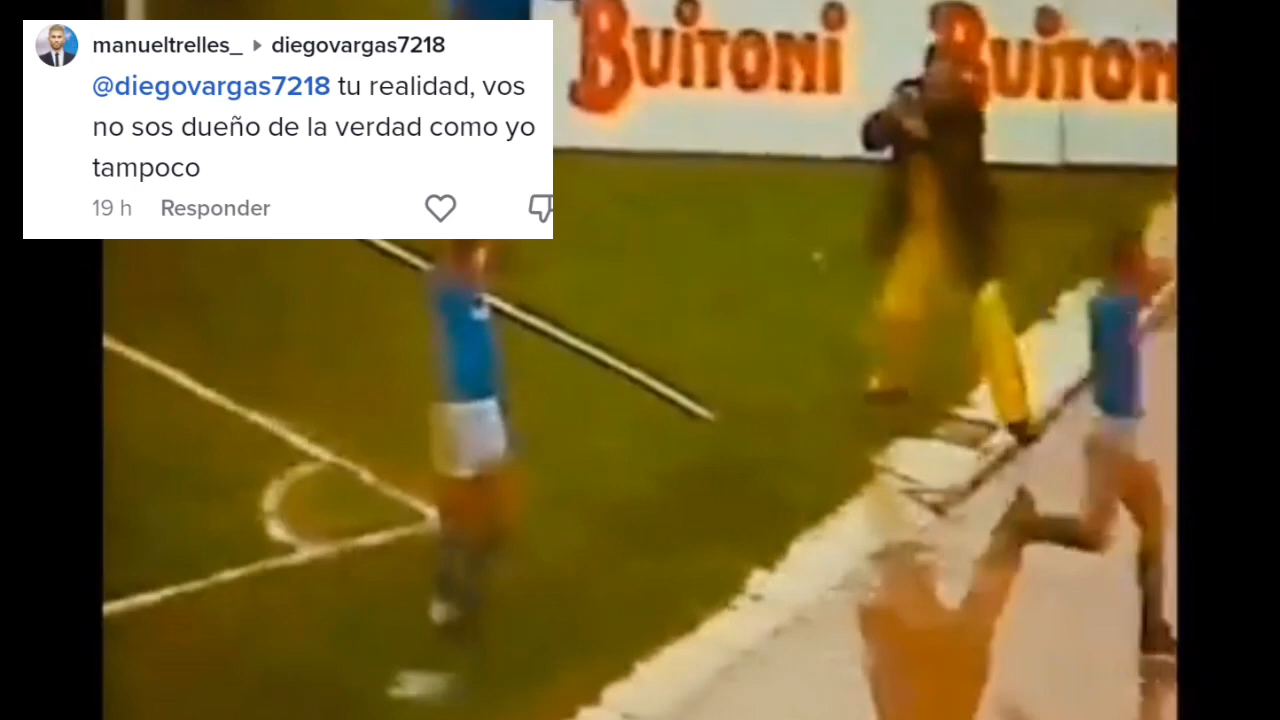 manueltrelles_ ▸ diegovargas7218
@diegovargas7218 tu realidad, vos
no sos dueño de la verdad como yo
tampoco
19 h Responder
BUITONI BUITONI